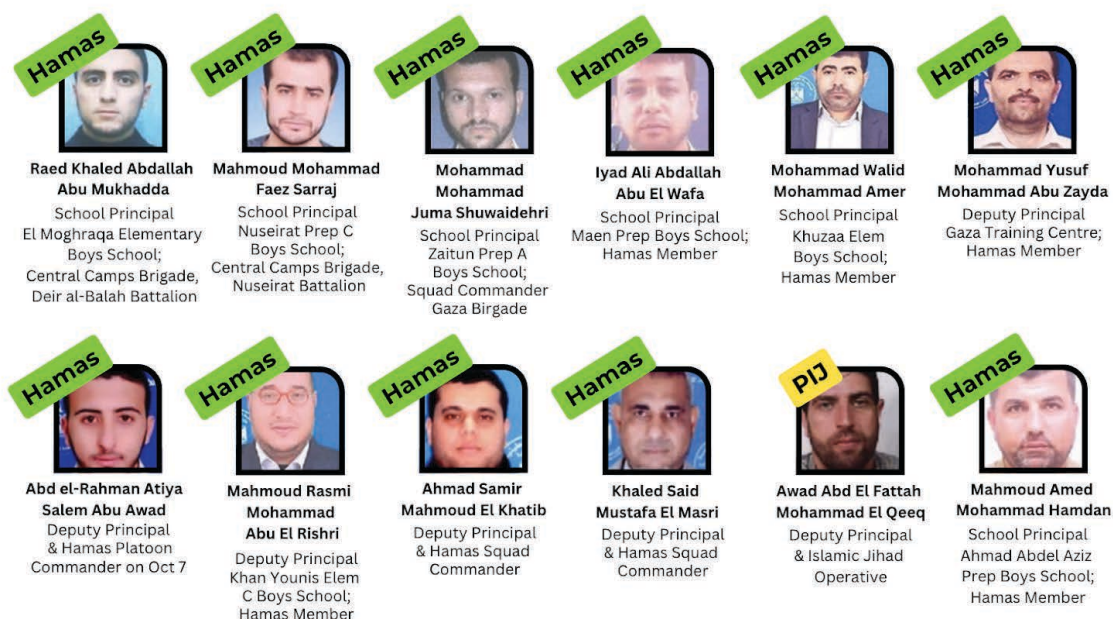 Hamas
Raed Khaled Abdallah
Abu Mukhadda
School Principal
El Moghraqa Elementary
Boys School;
Central Camps Brigade,
Deir al-Balah Battalion
Hamas
Mahmoud Mohammad
Faez Sarraj
School Principal
Nuseirat Prep C
Boys School;
Central Camps Brigade,
Nuseirat Battalion
Hamas
Mohammad
Mohammad
Juma Shuwaidehri
School Principal
Zaitun Prep A
Boys School;
Squad Commander
Gaza Birgade
Hamas
Iyad Ali Abdallah
Abu El Wafa
School Principal
Maen Prep Boys School;
Hamas Member
Hamas
Mohammad Walid
Mohammad Amer
School Principal
Khuzaa Elem
Boys School;
Hamas Member
Hamas
Mohammad Yusuf
Mohammad Abu Zayda
Deputy Principal
Gaza Training Centre;
Hamas Member
Hamas
Abd el-Rahman Atiya
Salem Abu Awad
Deputy Principal
& Hamas Platoon
Commander on Oct 7
Hamas
Mahmoud Rasmi
Mohammad
Abu El Rishri
Deputy Principal
Khan Younis Elem
C Boys School;
Hamas Member
Hamas
Ahmad Samir
Mahmoud El Khatib
Deputy Principal
& Hamas Squad
Commander
Hamas
Khaled Said
Mustafa El Masri
Deputy Principal
& Hamas Squad
Commander
PIJ
Awad Abd El Fattah
Mohammad El Qeeq
Deputy Principal
& Islamic Jihad
Operative
Hamas
Mahmoud Amed
Mohammad Hamdan
School Principal
Ahmad Abdel Aziz
Prep Boys School;
Hamas Member